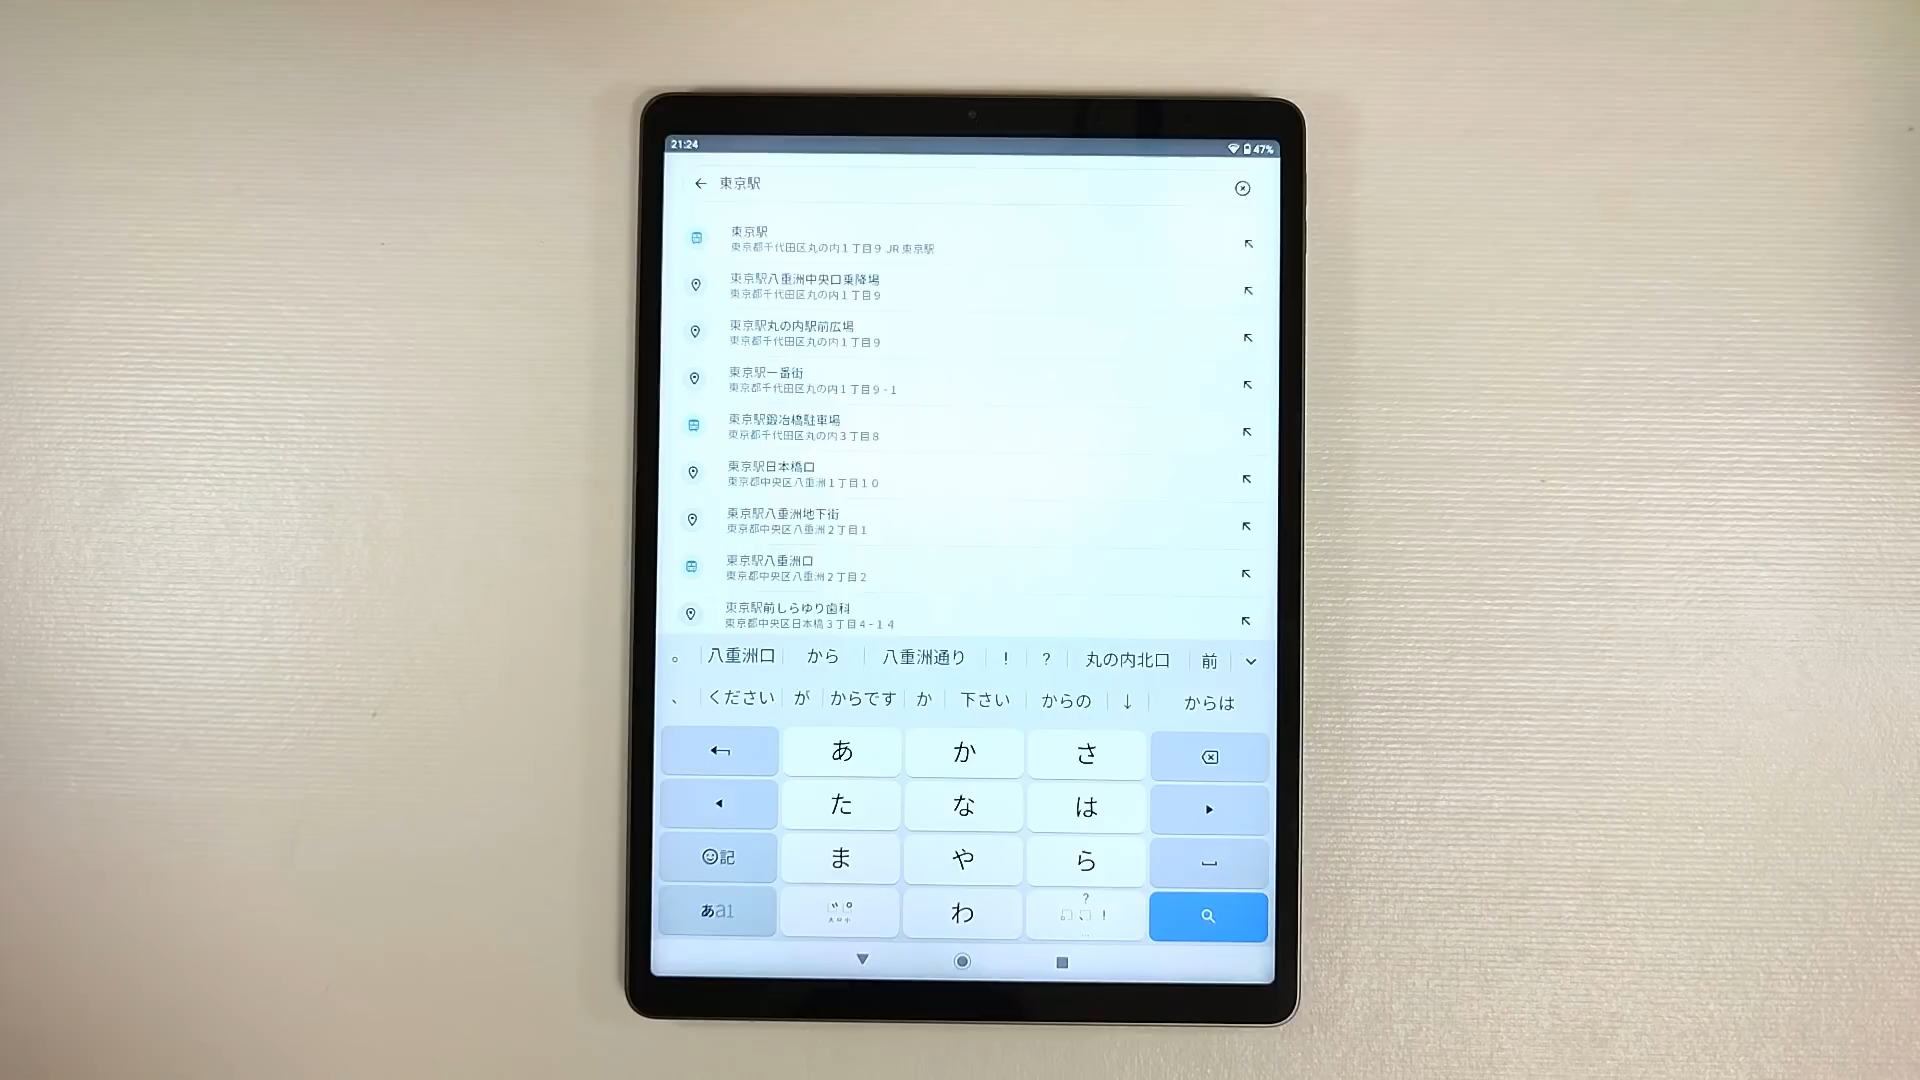 21:24 47%
東京駅
東京駅
東京都千代田区丸の内1丁目9 JR 東京駅
東京駅八重洲中央口乗降場
東京都千代田区丸の内1丁目9
東京駅丸の内駅前広場
東京都千代田区丸の内1丁目9
東京駅一番街
東京都千代田区丸の内1丁目9-1
東京駅鍛冶橋駐車場
東京都千代田区丸の内3丁目8
東京駅日本橋口
東京都中央区八重洲1丁目10
東京駅八重洲地下街
東京都中央区八重洲2丁目1
東京駅八重洲口
東京都中央区八重洲2丁目2
東京駅前しらゆり歯科
東京都中央区日本橋3丁目4-14
。 八重洲口 から 八重洲通り ! ? 丸の内北口 前
、 ください が からです か 下さい からの ↓ からは
あ か さ
た な は
記 ま や ら
あa1 大⇔小 わ 。、?!…